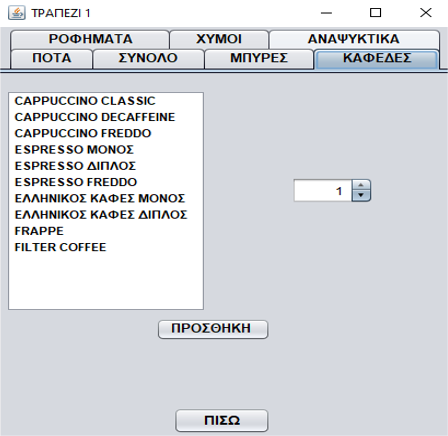 ΤΡΑΠΕΖΙ 1
ΡΟΦΗΜΑΤΑ ΧΥΜΟΙ ΑΝΑΨΥΚΤΙΚΑ
ΠΟΤΑ ΣΥΝΟΛΟ ΜΠΥΡΕΣ ΚΑΦΕΔΕΣ
CAPPUCCINO CLASSIC
CAPPUCCINO DECAFFEINE
CAPPUCCINO FREDDO
ESPRESSO ΜΟΝΟΣ
ESPRESSO ΔΙΠΛΟΣ
ESPRESSO FREDDO
ΕΛΛΗΝΙΚΟΣ ΚΑΦΕΣ ΜΟΝΟΣ
ΕΛΛΗΝΙΚΟΣ ΚΑΦΕΣ ΔΙΠΛΟΣ
FRAPPE
FILTER COFFEE
1
ΠΡΟΣΘΗΚΗ
ΠΙΣΩ